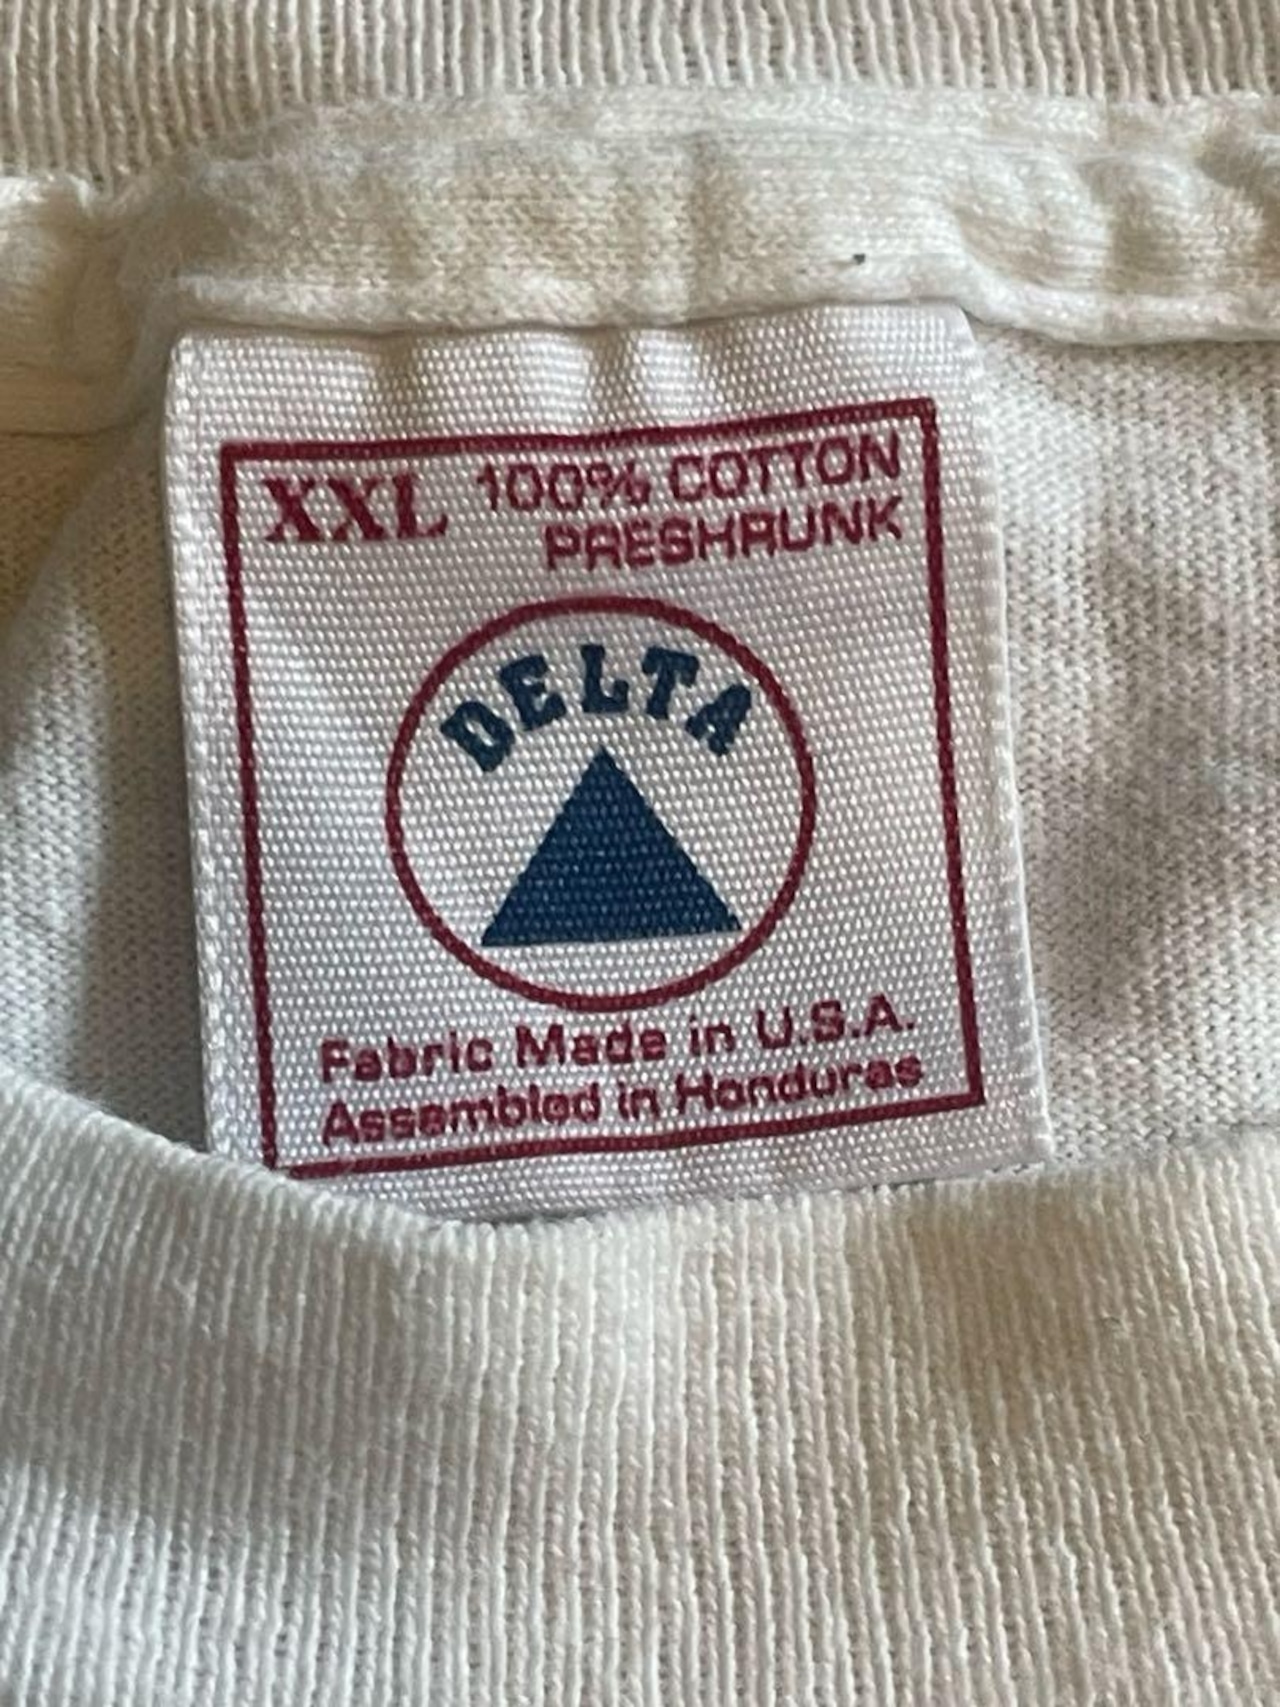 XXL 100% COTTON
PRESHRUNK
DELTA
Fabric Made in U.S.A.
Assembled in Honduras